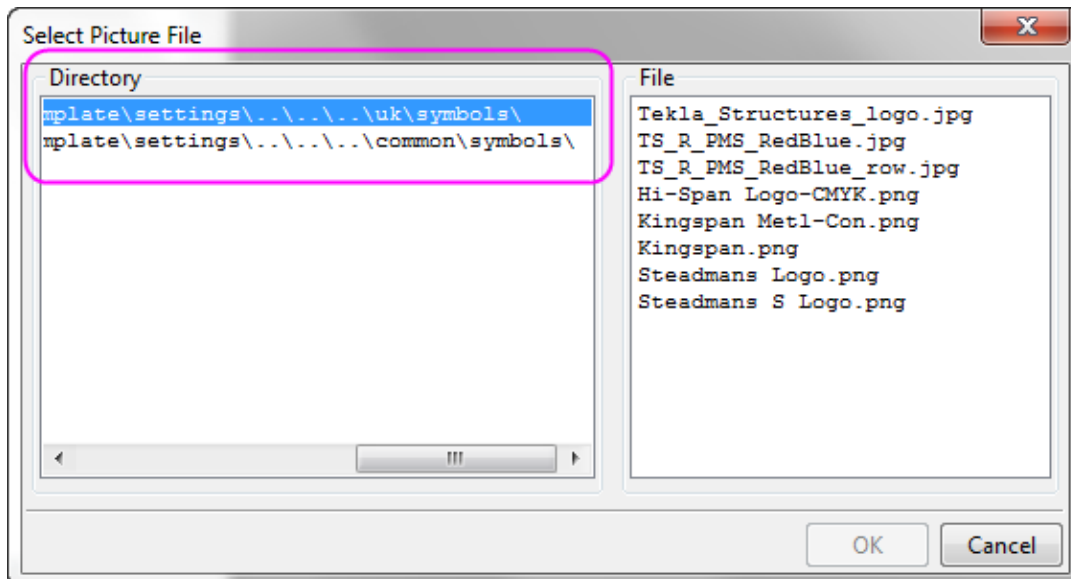 Select Picture File
X
Directory
mplate\settings\..\..\..\uk\symbols\
mplate\settings\..\..\..\common\symbols\
File
Tekla_Structures_logo.jpg
TS_R_PMS_RedBlue.jpg
TS_R_PMS_RedBlue_row.jpg
Hi-Span Logo-CMYK.png
Kingspan Metl-Con.png
Kingspan.png
Steadmans Logo.png
Steadmans S Logo.png
OK
Cancel